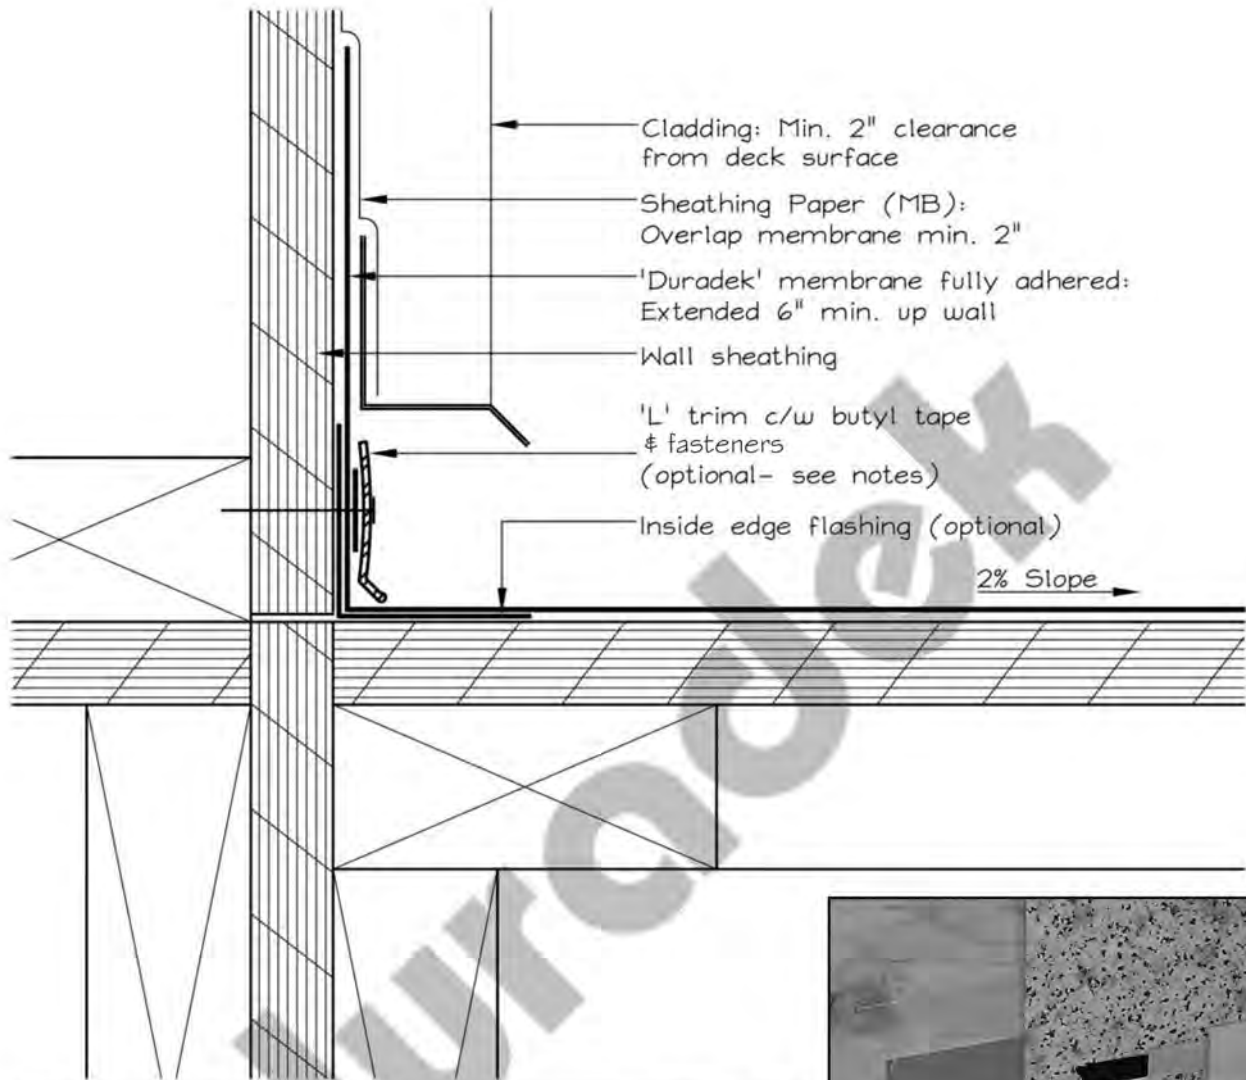 Cladding: Min. 2" clearance
from deck surface
Sheathing Paper (MB):
Overlap membrane min. 2"
'Duradek' membrane fully adhered:
Extended 6" min. up wall
Wall sheathing
'L' trim c/w butyl tape
& fasteners
(optional- see notes)
Inside edge flashing (optional)
2% Slope
duradek